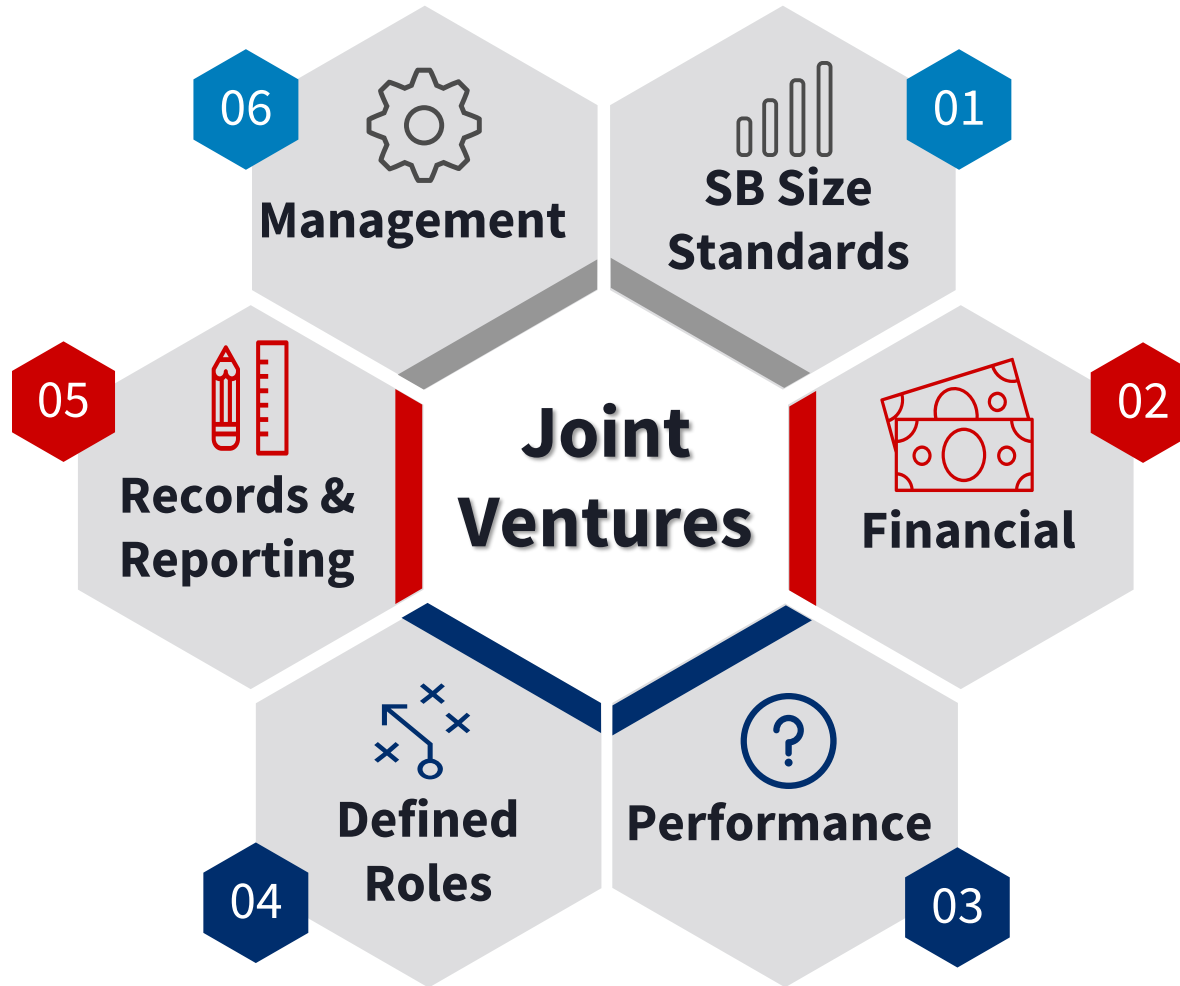 Joint
Ventures
01
SB Size
Standards
02
Financial
03
Performance
04
Defined
Roles
05
Records &
Reporting
06
Management